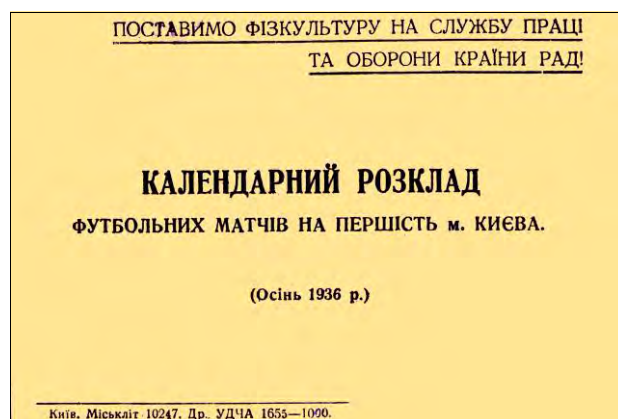 ПОСТАВИМО ФІЗКУЛЬТУРУ НА СЛУЖБУ ПРАЦІ
ТА ОБОРОНИ КРАЇНИ РАД!
КАЛЕНДАРНИЙ РОЗКЛАД
ФУТБОЛЬНИХ МАТЧІВ НА ПЕРШІСТЬ м. КИЄВА.
(Осінь 1936 р.)
Київ. Міськліт 10247. Др. УДЧА 1655—1000.